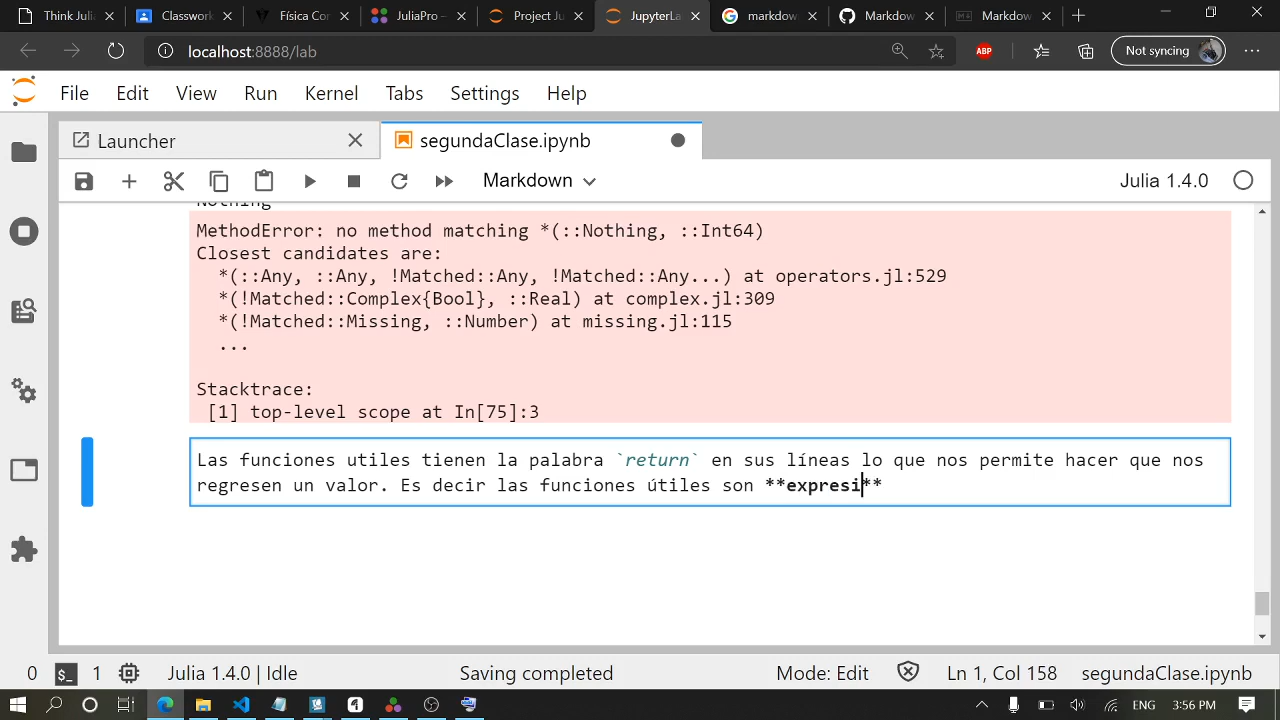 Think Julia
Classwork
Física Con
JuliaPro –
Project Ju
JupyterLa
markdow
Markdow
Markdow
localhost:8888/lab
ABP
Not syncing
File Edit View Run Kernel Tabs Settings Help
Launcher
segundaClase.ipynb
Markdown
Julia 1.4.0
Nothing
MethodError: no method matching *(::Nothing, ::Int64)
Closest candidates are:
*(::Any, ::Any, !Matched::Any, !Matched::Any...) at operators.jl:529
*(!Matched::Complex{Bool}, ::Real) at complex.jl:309
*(!Matched::Missing, ::Number) at missing.jl:115
...
Stacktrace:
[1] top-level scope at In[75]:3
Las funciones utiles tienen la palabra `return` en sus líneas lo que nos permite hacer que nos
regresen un valor. Es decir las funciones útiles son **expresi**
0 $_ 1 Julia 1.4.0 | Idle Saving completed Mode: Edit Ln 1, Col 158 segundaClase.ipynb
ENG 3:56 PM